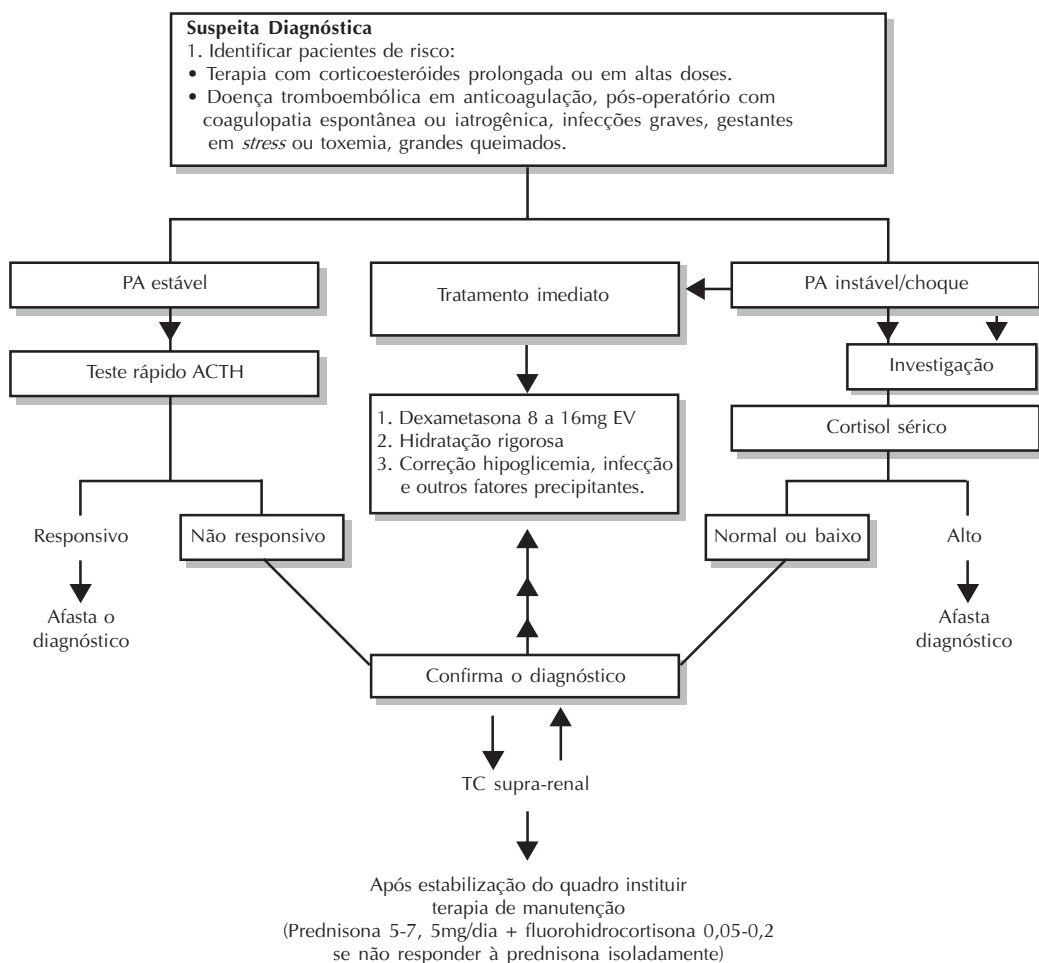 Suspeita Diagnóstica
1. Identificar pacientes de risco:
• Terapia com corticoesteróides prolongada ou em altas doses.
• Doença tromboembólica em anticoagulação, pós-operatório com
coagulopatia espontânea ou iatrogênica, infecções graves, gestantes
em stress ou toxemia, grandes queimados.
PA estável
Tratamento imediato
PA instável/choque
Teste rápido ACTH
Investigação
1. Dexametasona 8 a 16mg EV
2. Hidratação rigorosa
3. Correção hipoglicemia, infecção
e outros fatores precipitantes.
Cortisol sérico
Responsivo
Não responsivo
Normal ou baixo
Alto
Afasta o
diagnóstico
Afasta
diagnóstico
Confirma o diagnóstico
TC supra-renal
Após estabilização do quadro instituir
terapia de manutenção
(Prednisona 5-7, 5mg/dia + fluorohidrocortisona 0,05-0,2
se não responder à prednisona isoladamente)